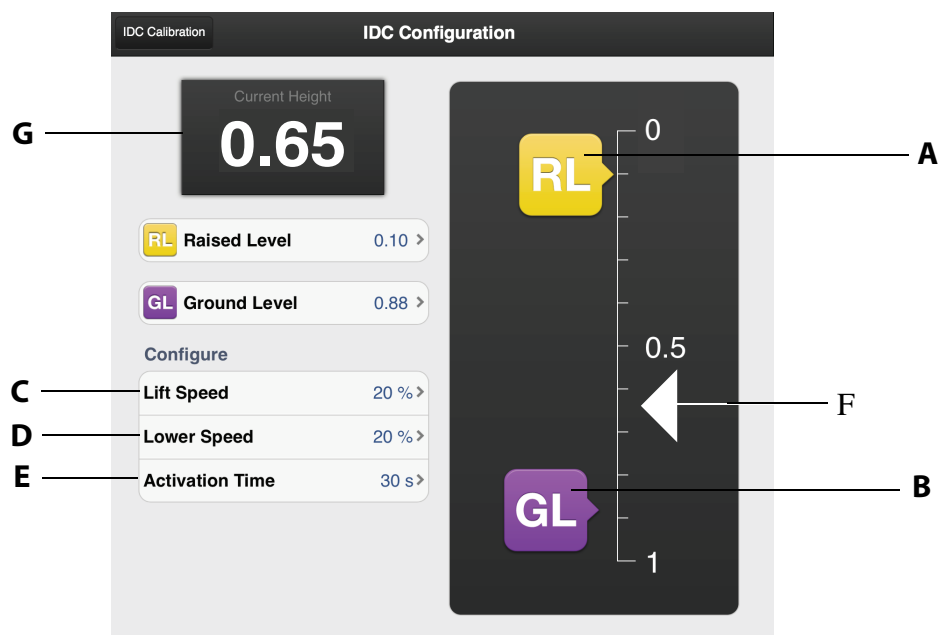 IDC Calibration
IDC Configuration
Current Height
G
0.65
0
A
RL
RL Raised Level 0.10
GL Ground Level 0.88
0.5
Configure
C
Lift Speed 20 %
F
D
Lower Speed 20 %
E
Activation Time 30 s
B
GL
1